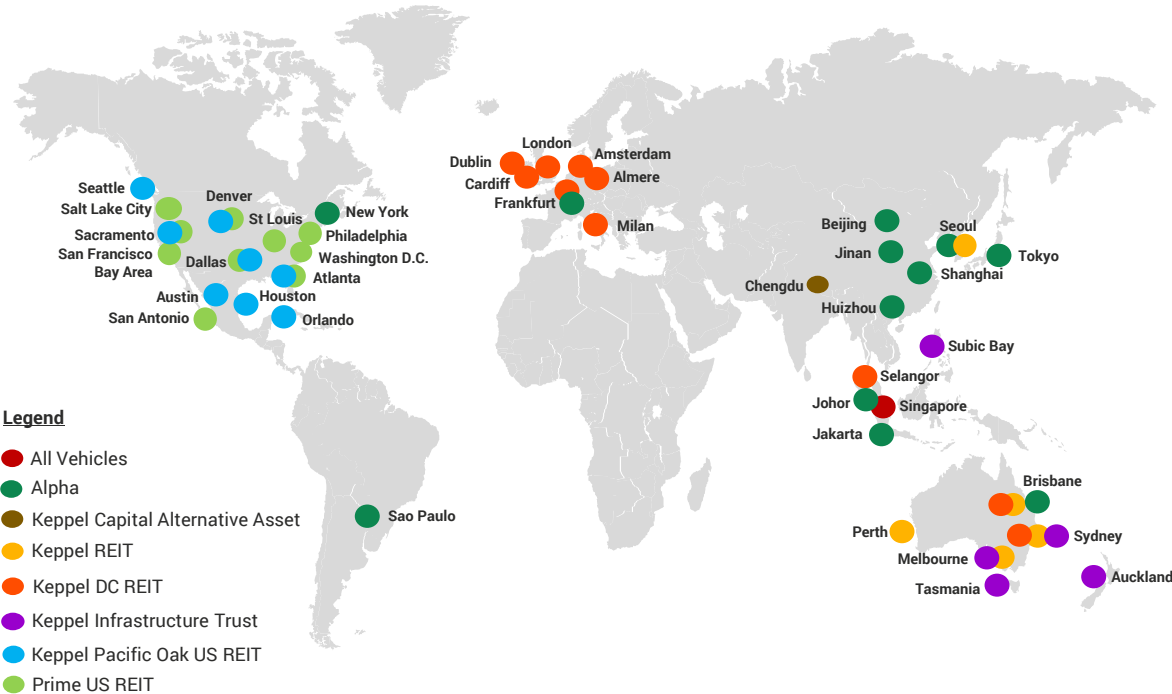 London
Dublin
Amsterdam
Almere
Cardiff
Frankfurt
Milan
Seattle
Denver
Salt Lake City
St Louis
New York
Sacramento
Philadelphia
San Francisco
Bay Area
Dallas
Washington D.C.
Atlanta
Austin
Houston
San Antonio
Orlando
Beijing
Seoul
Jinan
Tokyo
Shanghai
Chengdu
Huizhou
Subic Bay
Selangor
Johor
Singapore
Jakarta
Sao Paulo
Brisbane
Perth
Sydney
Melbourne
Tasmania
Auckland
Legend
All Vehicles
Alpha
Keppel Capital Alternative Asset
Keppel REIT
Keppel DC REIT
Keppel Infrastructure Trust
Keppel Pacific Oak US REIT
Prime US REIT